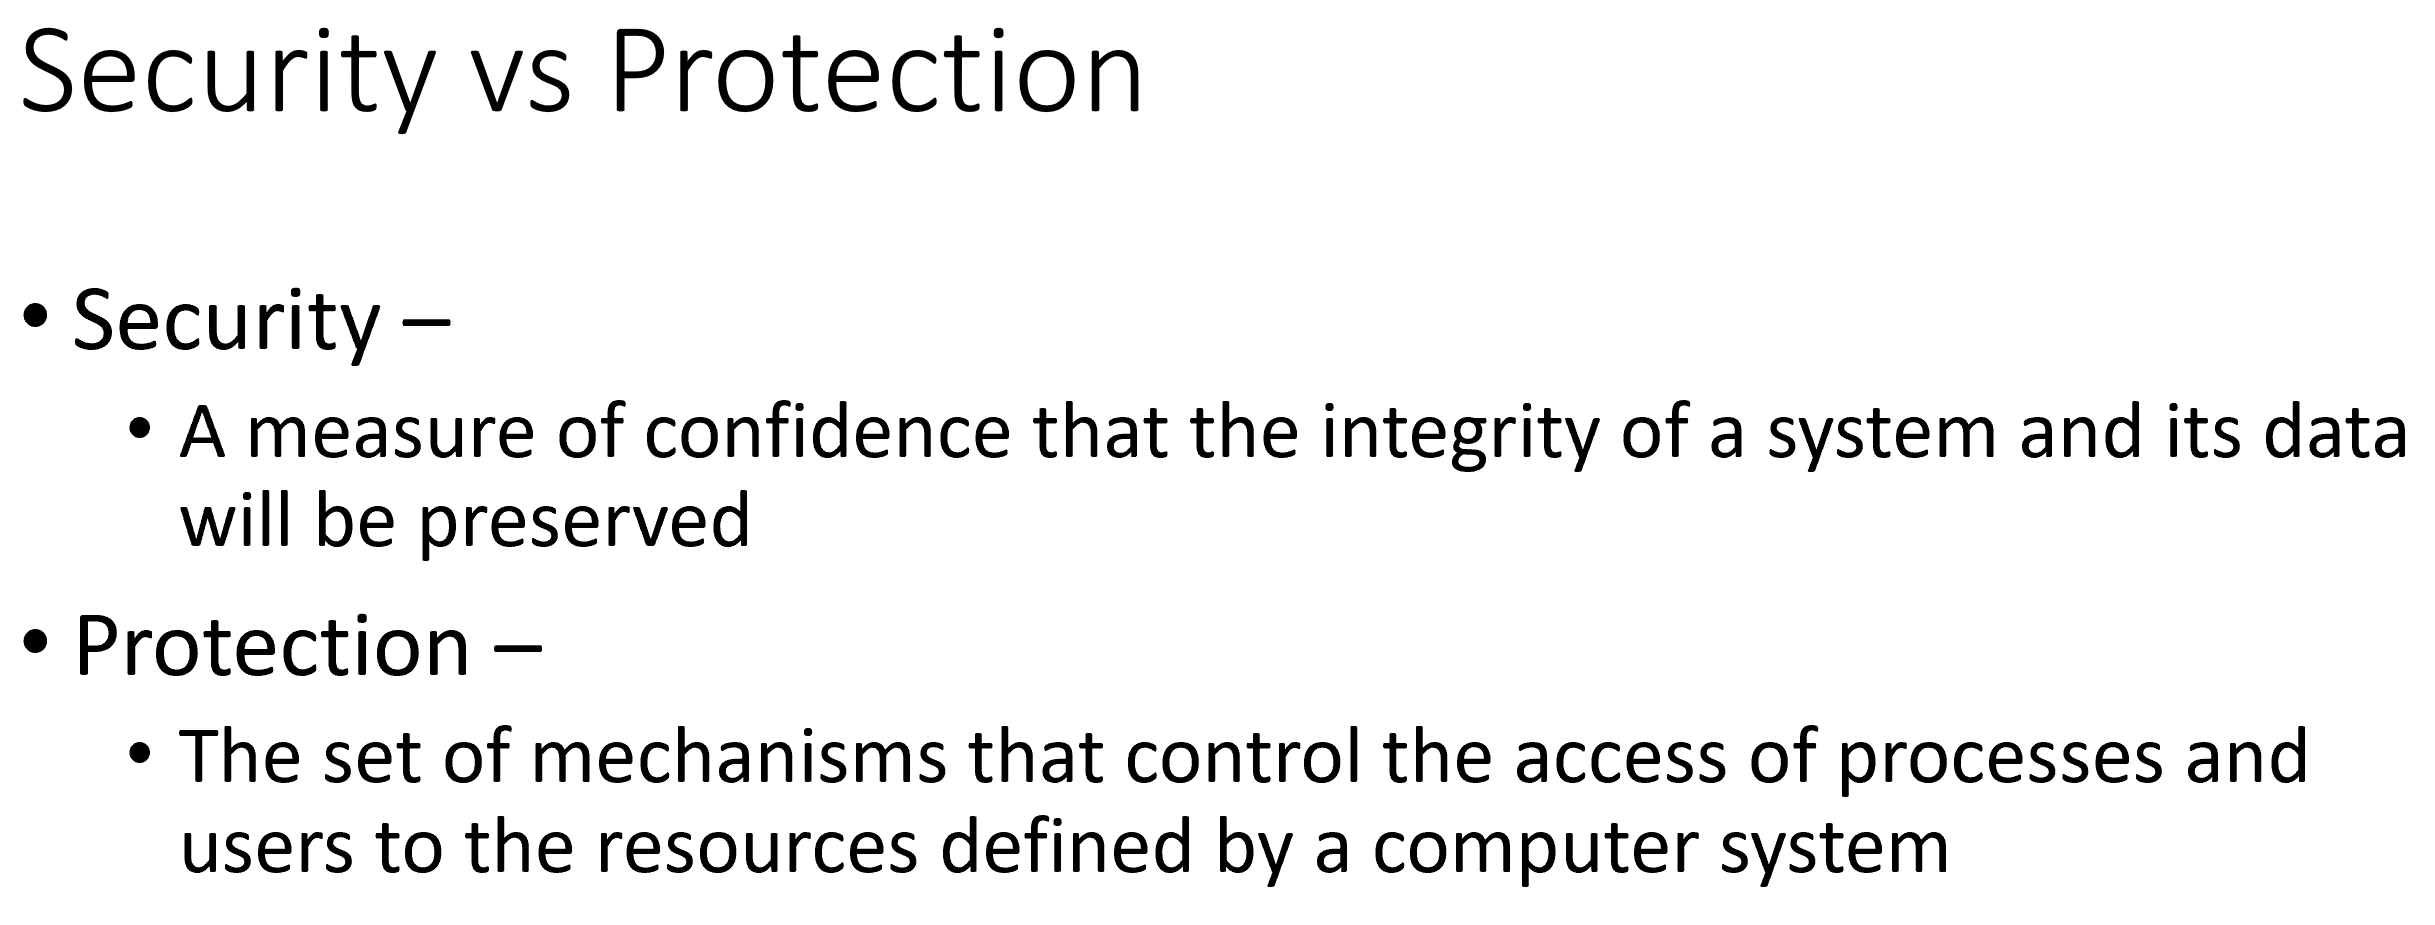 Security vs Protection
• Security –
• A measure of confidence that the integrity of a system and its data
will be preserved
• Protection –
• The set of mechanisms that control the access of processes and
users to the resources defined by a computer system